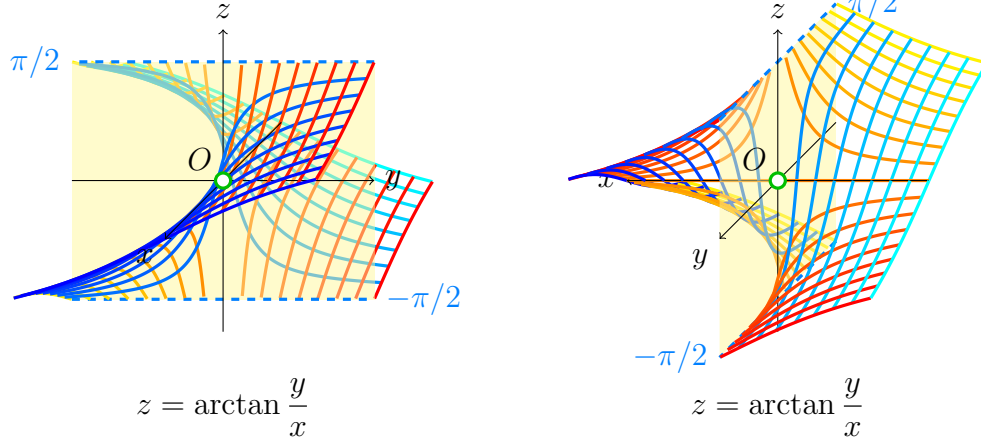 z
π/2
O
y
x
−π/2
z = arctan y/x
z
π/2
O
x
y
−π/2
z = arctan y/x